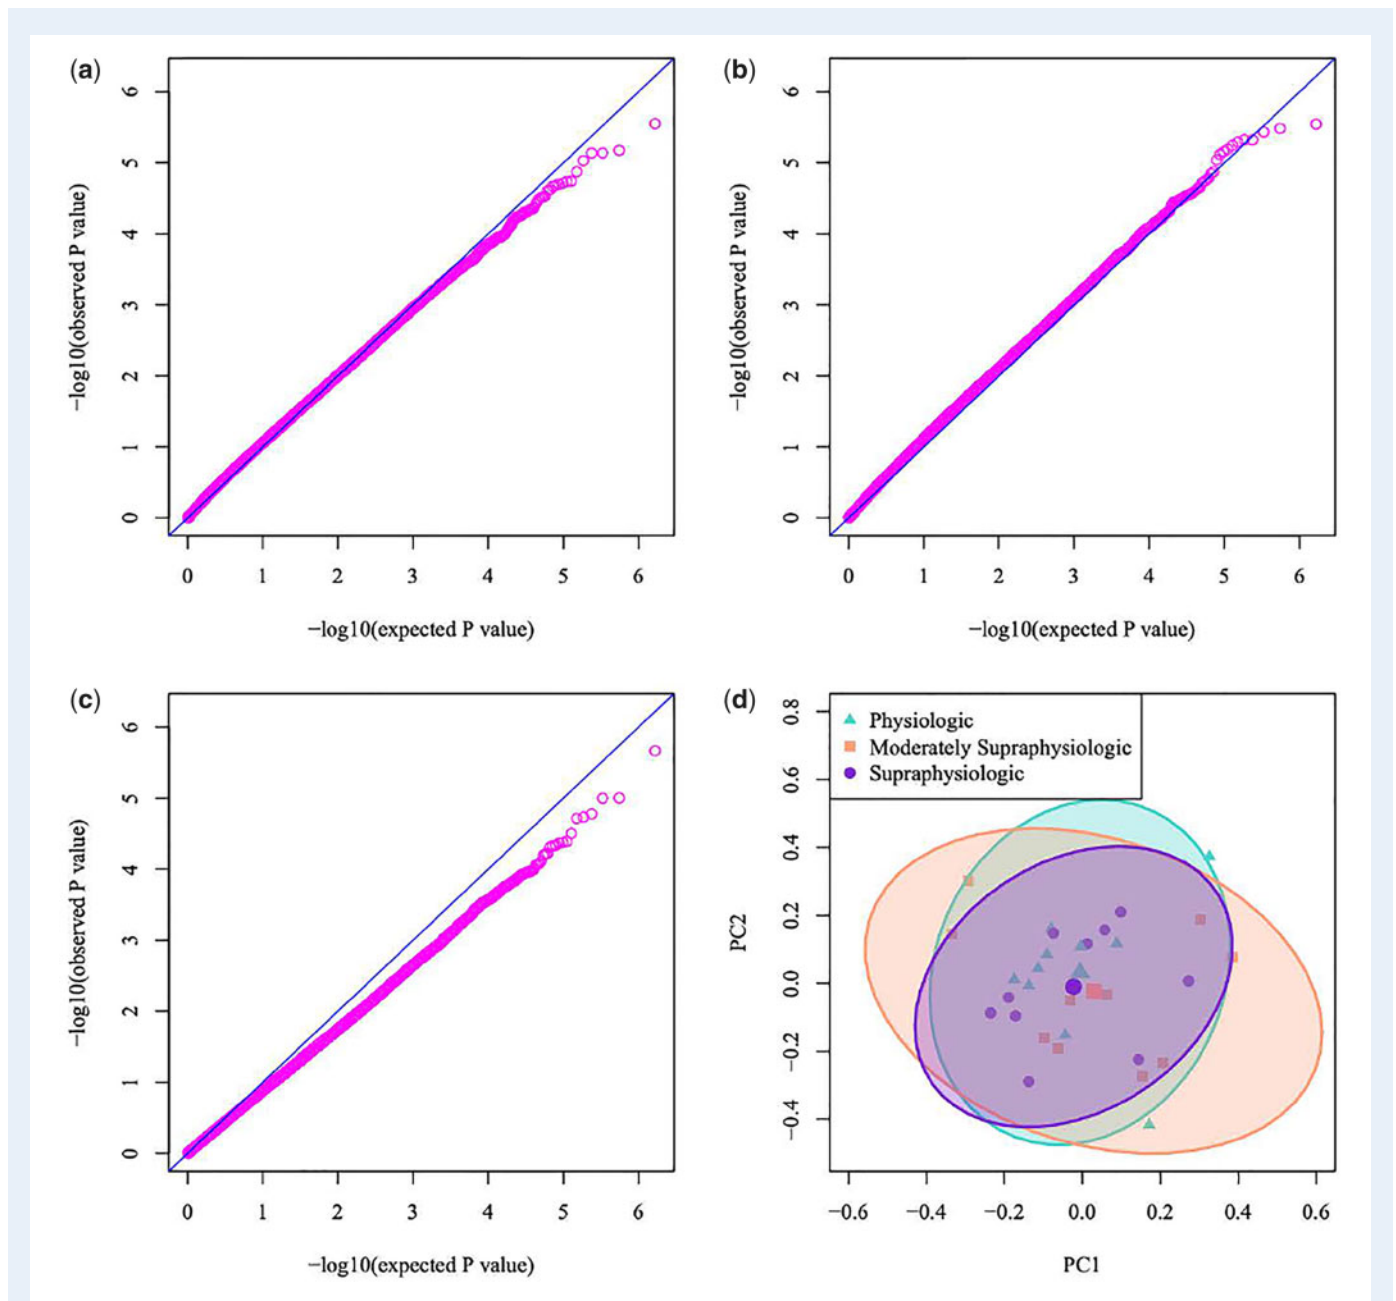 (a)
6
5
4
3
2
1
0
−log10(observed P value)
0 1 2 3 4 5 6
−log10(expected P value)
(b)
6
5
4
3
2
1
0
−log10(observed P value)
0 1 2 3 4 5 6
−log10(expected P value)
(c)
6
5
4
3
2
1
0
−log10(observed P value)
0 1 2 3 4 5 6
−log10(expected P value)
(d)
Physiologic
Moderately Supraphysiologic
Supraphysiologic
0.8
0.6
0.4
0.2
0.0
−0.2
−0.4
PC2
−0.6 −0.4 −0.2 0.0 0.2 0.4 0.6
PC1